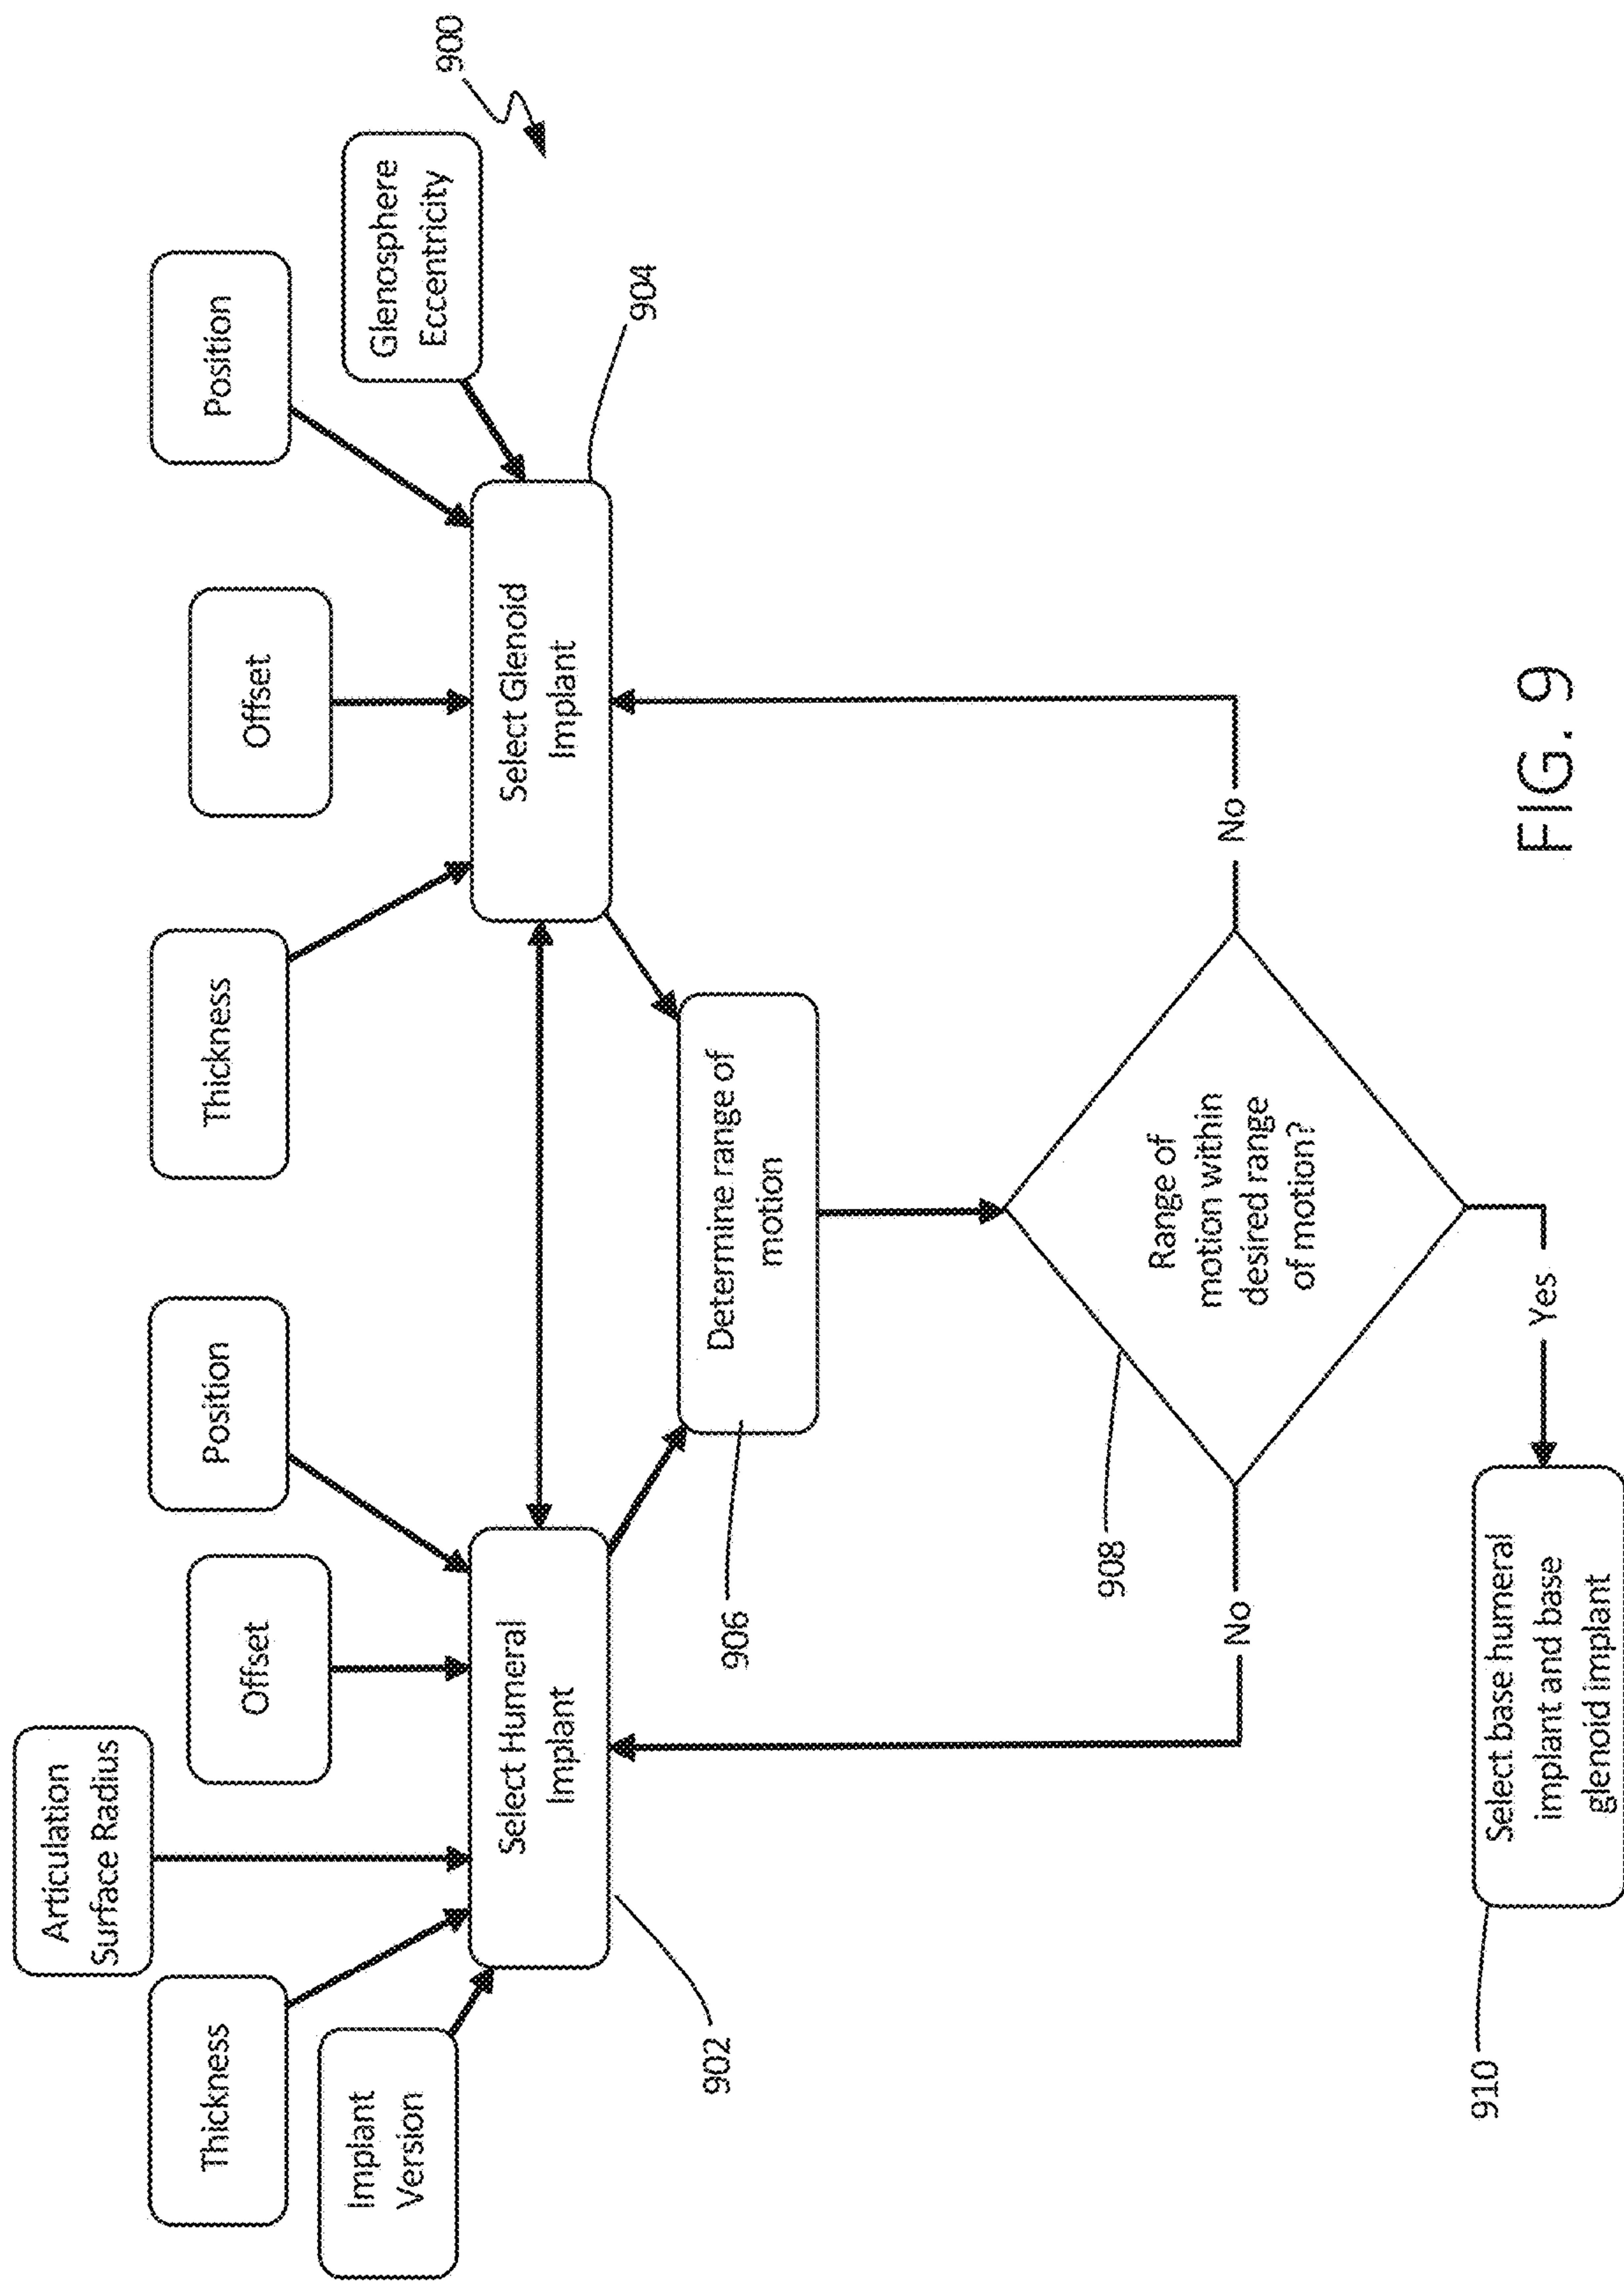 Articulation
Surface Radius
Thickness
Offset
Position
Implant
Version
Thickness
Offset
Position
Glenosphere
Eccentricity
900
Select Humeral
Implant
902
Select Glenoid
Implant
904
Determine range of
motion
906
Range of
motion within
desired range
of motion?
908
No
No
Yes
Select base humeral
implant and base
glenoid implant
910
FIG. 9